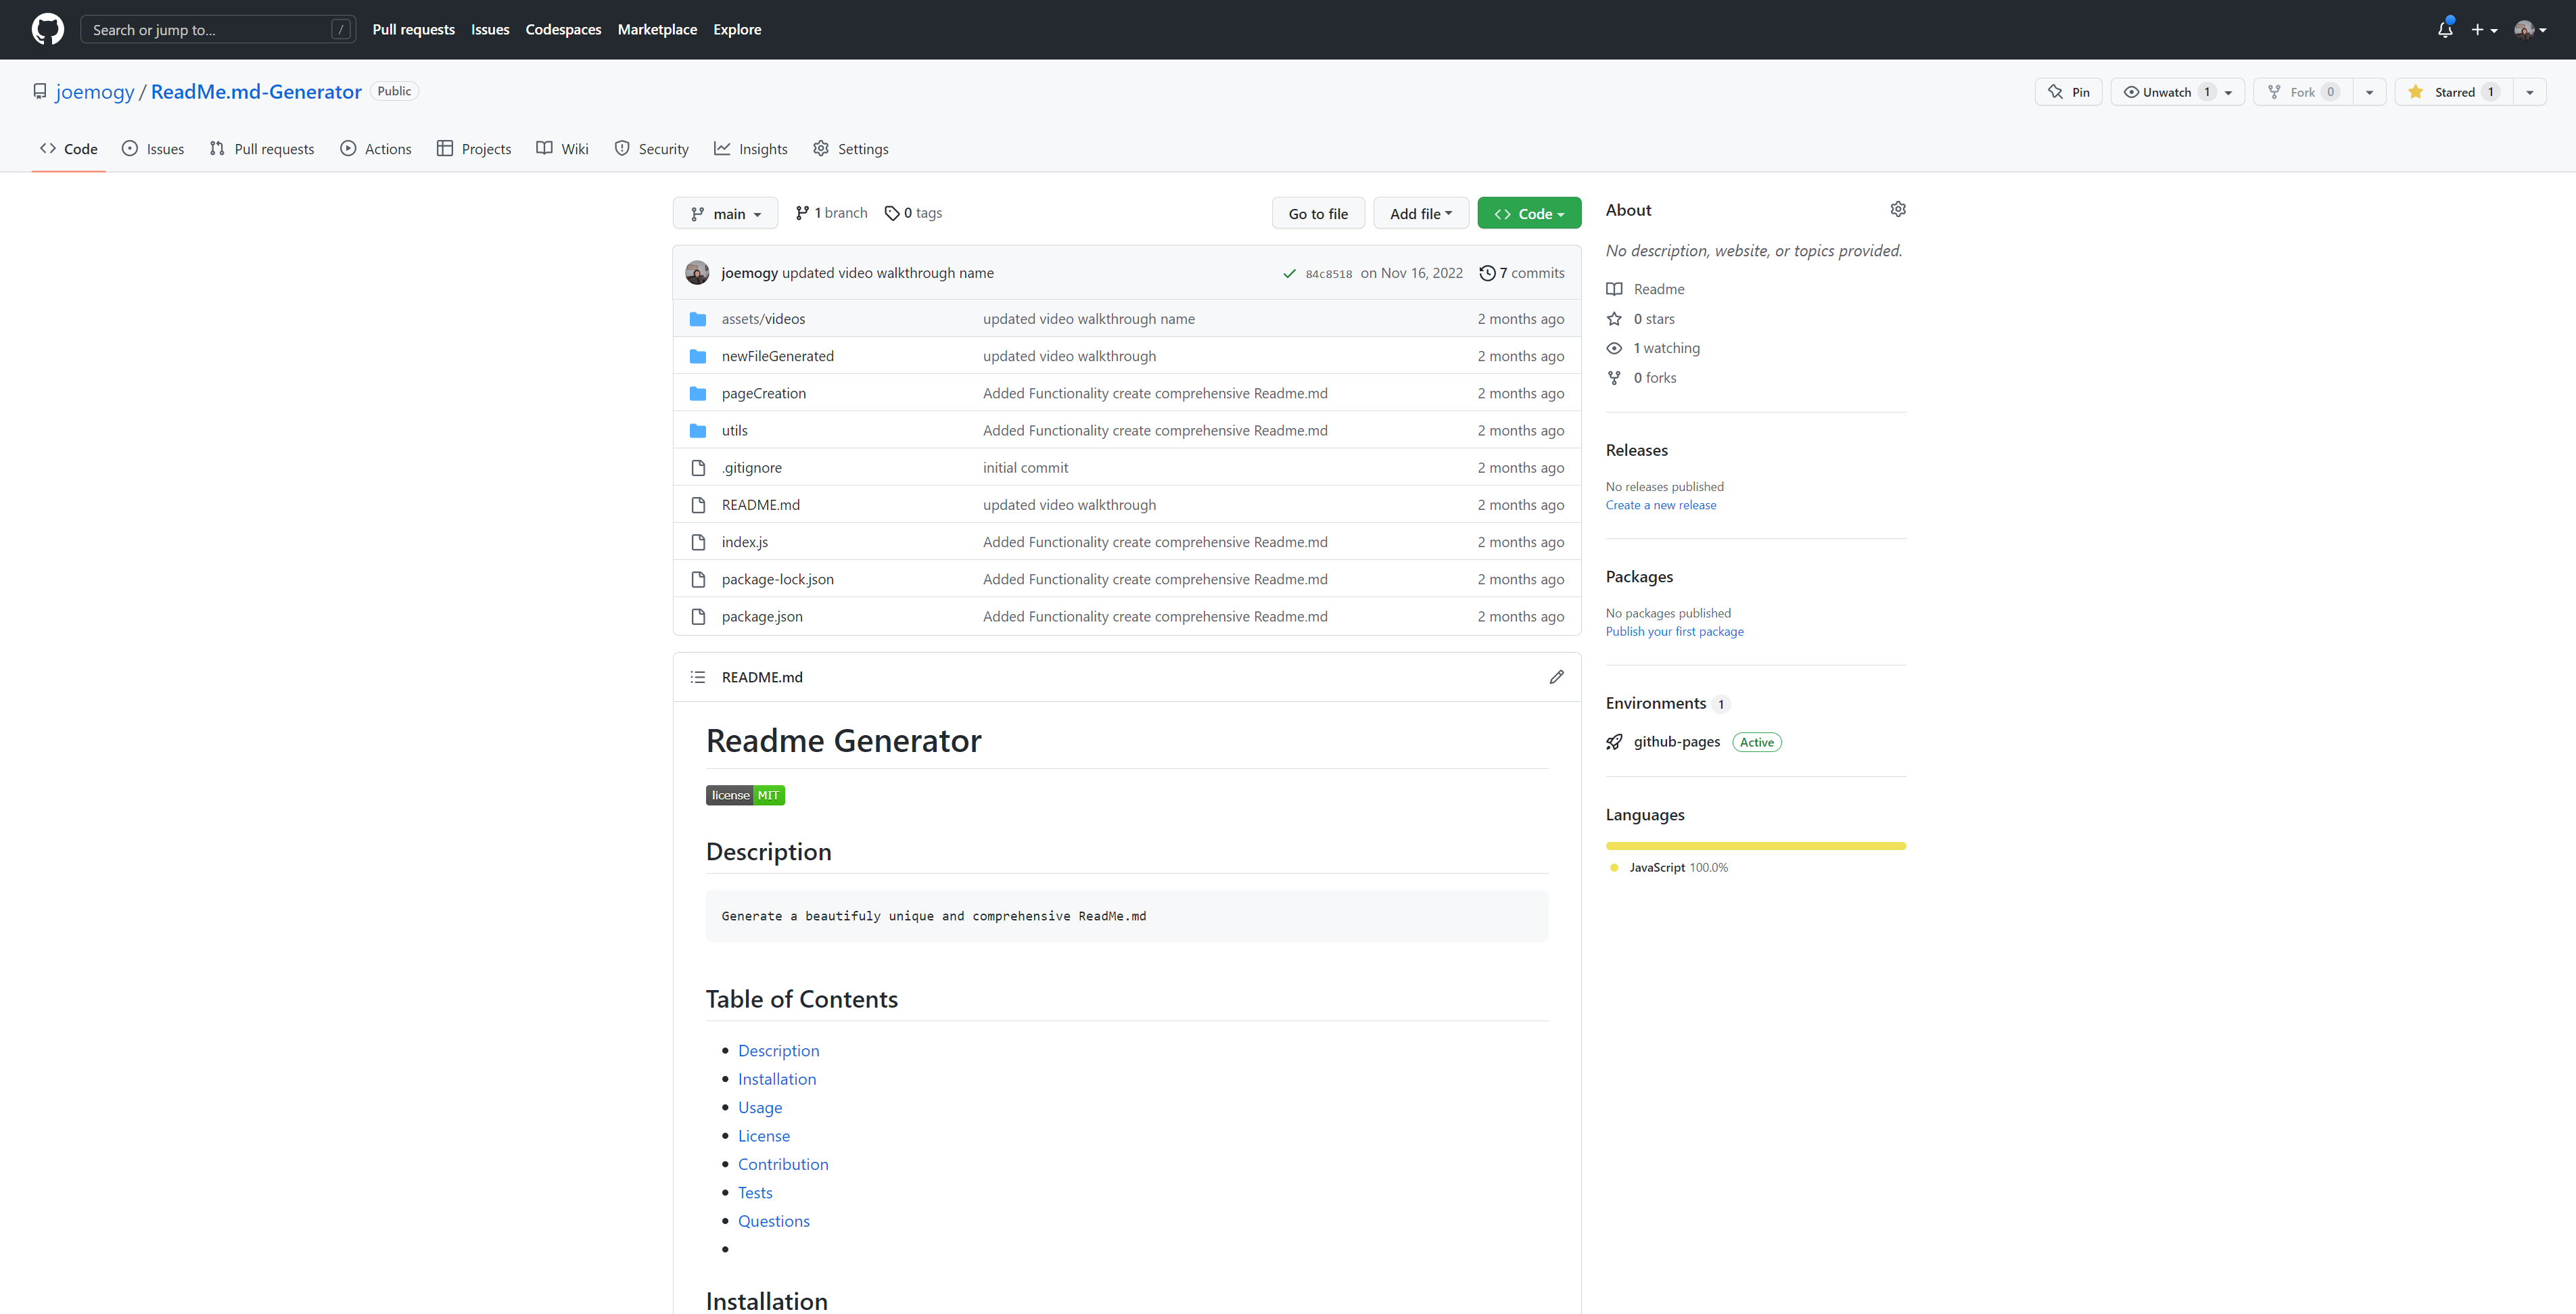 Search or jump to... / Pull requests Issues Codespaces Marketplace Explore
joemogy / ReadMe.md-Generator Public Pin Unwatch 1 Fork 0 Starred 1
Code Issues Pull requests Actions Projects Wiki Security Insights Settings
main 1 branch 0 tags Go to file Add file Code
joemogy updated video walkthrough name 84c8518 on Nov 16, 2022 7 commits
assets/videos updated video walkthrough name 2 months ago
newFileGenerated updated video walkthrough 2 months ago
pageCreation Added Functionality create comprehensive Readme.md 2 months ago
utils Added Functionality create comprehensive Readme.md 2 months ago
.gitignore initial commit 2 months ago
README.md updated video walkthrough 2 months ago
index.js Added Functionality create comprehensive Readme.md 2 months ago
package-lock.json Added Functionality create comprehensive Readme.md 2 months ago
package.json Added Functionality create comprehensive Readme.md 2 months ago
README.md
Readme Generator
license MIT
Description
Generate a beautifuly unique and comprehensive ReadMe.md
Table of Contents
Description
Installation
Usage
License
Contribution
Tests
Questions
Installation
About
No description, website, or topics provided.
Readme
0 stars
1 watching
0 forks
Releases
No releases published
Create a new release
Packages
No packages published
Publish your first package
Environments 1
github-pages Active
Languages
JavaScript 100.0%